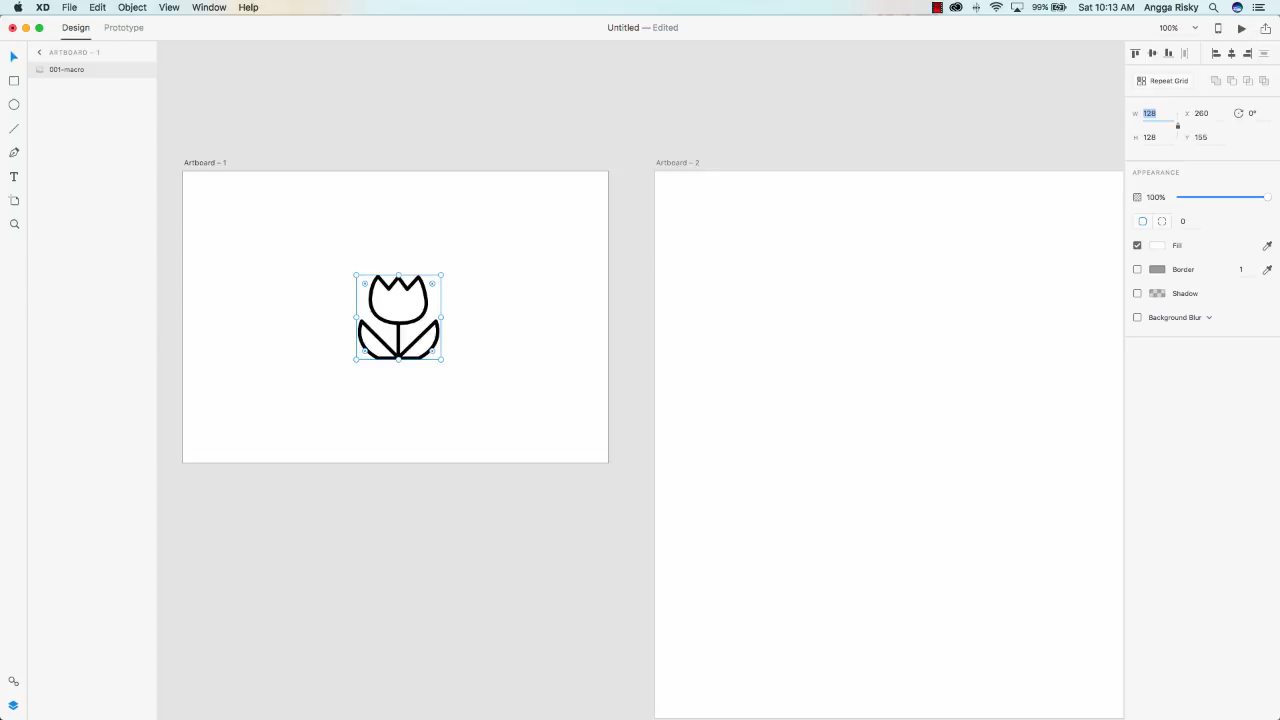 XD File Edit Object View Window Help 99% Sat 10:13 AM Angga Risky
Design Prototype Untitled — Edited 100%
ARTBOARD – 1
001-macro
Repeat Grid
W 128 X 260 0°
H 128 Y 155
Artboard – 1 Artboard – 2
APPEARANCE
100%
0
Fill
Border 1
Shadow
Background Blur